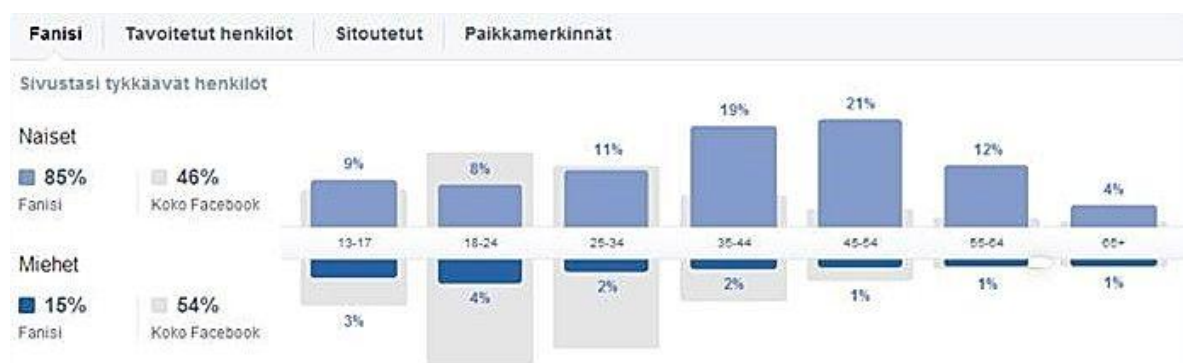 Fanisi Tavoitetut henkilöt Sitoutetut Paikkamerkinnät
Sivustasi tykkäävät henkilöt
Naiset
85% 46%
Fanisi Koko Facebook
9% 8% 11% 19% 21% 12% 4%
13-17 18-24 25-34 35-44 45-54 55-64 65+
Miehet
15% 54%
Fanisi Koko Facebook
3% 4% 2% 2% 1% 1% 1%